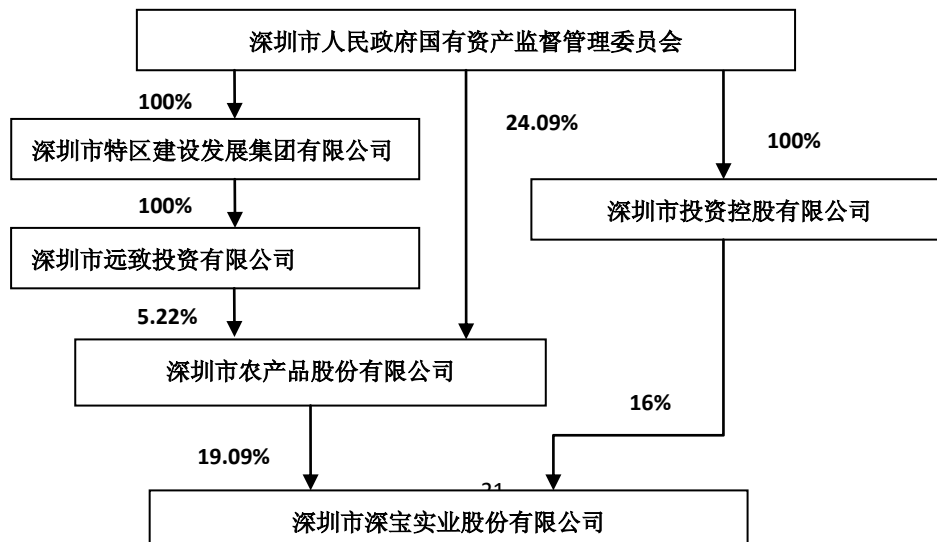 深圳市人民政府国有资产监督管理委员会
100%
24.09%
100%
深圳市特区建设发展集团有限公司
100%
深圳市投资控股有限公司
深圳市远致投资有限公司
5.22%
深圳市农产品股份有限公司
16%
19.09%
21
深圳市深宝实业股份有限公司